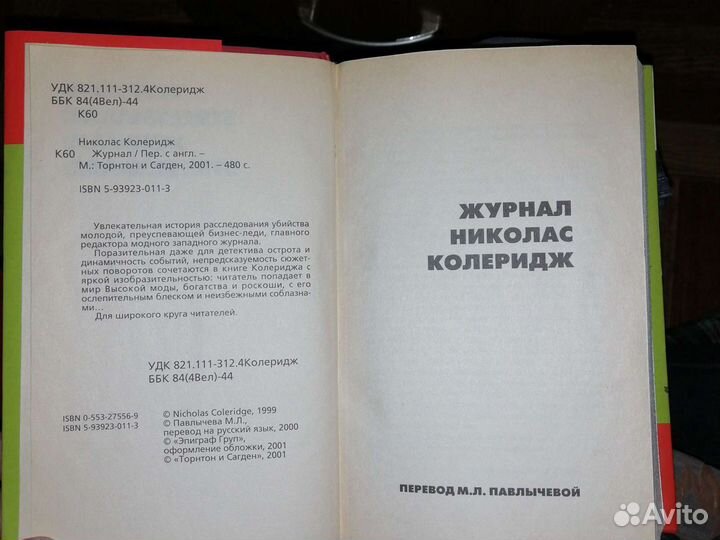 УДК 821.111-312.4Колеридж
ББК 84(4Вел)-44
К60
Николас Колеридж
К60 Журнал / Пер. с англ. –
М.: Торнтон и Сагден, 2001. – 480 с.
ISBN 5-93923-011-3
Увлекательная история расследования убийства
молодой, преуспевающей бизнес-леди, главного
редактора модного западного журнала.
Поразительная даже для детектива острота и
динамичность событий, непредсказуемость сюжет-
ных поворотов сочетаются в книге Колериджа с
яркой изобразительностью: читатель попадает в
мир Высокой моды, богатства и роскоши, с его
ослепительным блеском и неизбежными соблазна-
ми...
Для широкого круга читателей.
УДК 821.111-312.4Колеридж
ББК 84(4Вел)-44
ISBN 0-553-27556-9
ISBN 5-93923-011-3
© Nicholas Coleridge, 1999
© Павлычева М.Л.,
перевод на русский язык, 2000
© «Эпиграф Груп»,
оформление обложки, 2001
© «Торнтон и Сагден», 2001
ЖУРНАЛ
НИКОЛАС
КОЛЕРИДЖ
ПЕРЕВОД М.Л. ПАВЛЫЧЕВОЙ
Avito